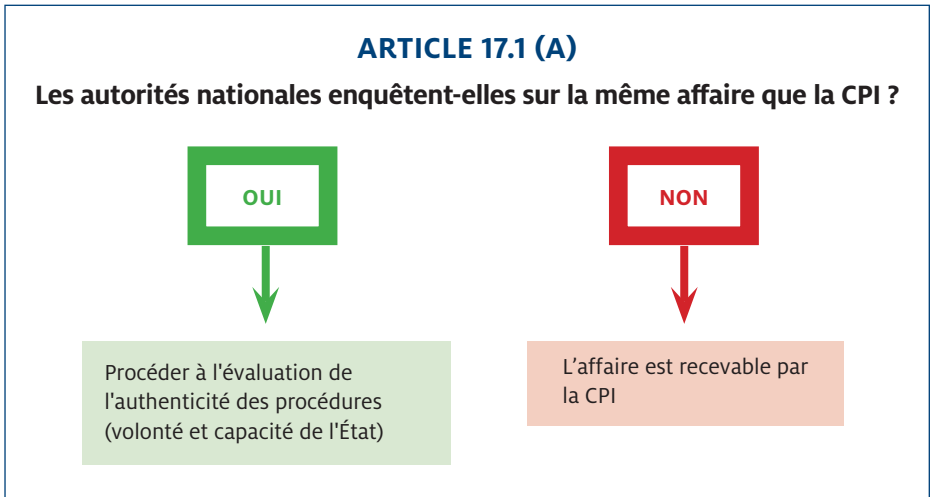 ARTICLE 17.1 (A)
Les autorités nationales enquêtent-elles sur la même affaire que la CPI ?
OUI
NON
Procéder à l'évaluation de
l'authenticité des procédures
(volonté et capacité de l'État)
L’affaire est recevable par
la CPI